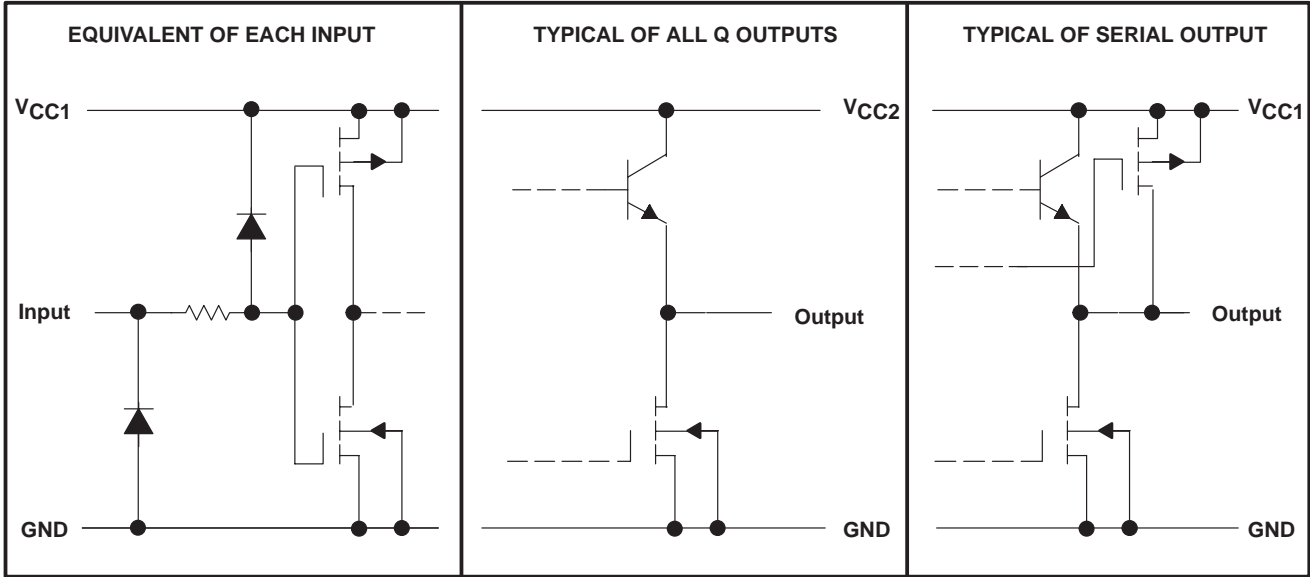 EQUIVALENT OF EACH INPUT
VCC1
Input
GND
TYPICAL OF ALL Q OUTPUTS
VCC2
Output
GND
TYPICAL OF SERIAL OUTPUT
VCC1
Output
GND